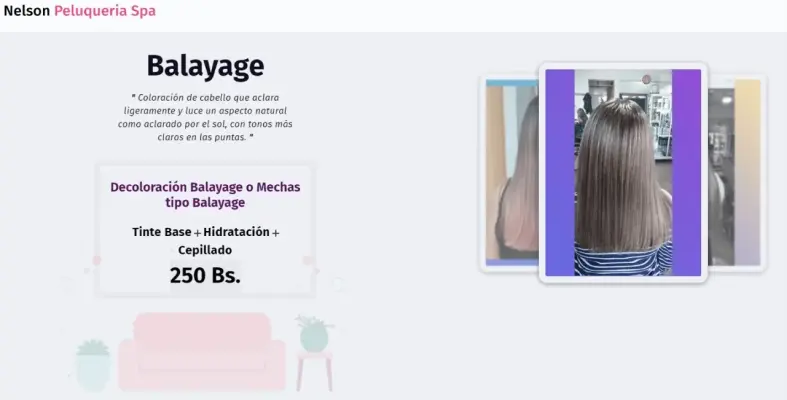 Nelson Peluqueria Spa
Balayage
" Coloración de cabello que aclara
ligeramente y luce un aspecto natural
como aclarado por el sol, con tonos más
claros en las puntas. "
Decoloración Balayage o Mechas
tipo Balayage
Tinte Base + Hidratación +
Cepillado
250 Bs.